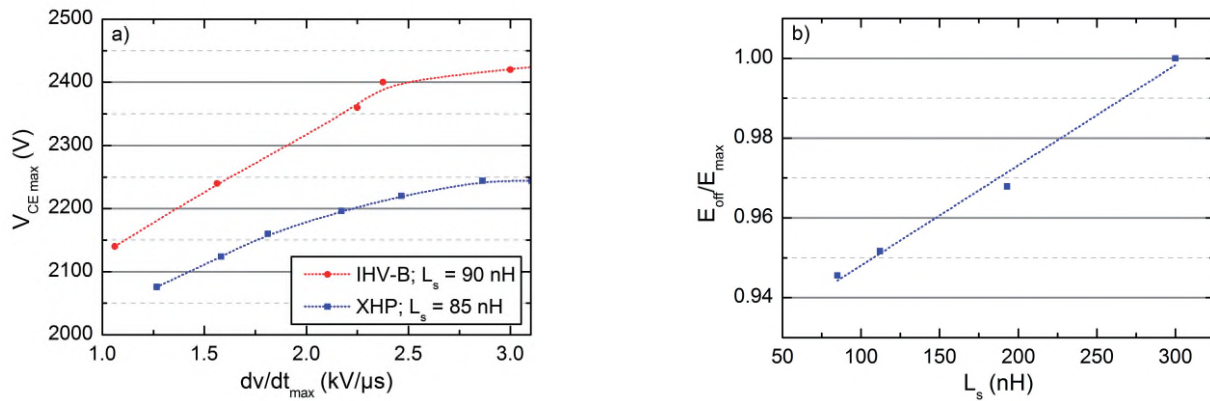 a)
V_CE max (V)
2500
2400
2300
2200
2100
2000
1.0 1.5 2.0 2.5 3.0
dv/dt_max (kV/µs)
IHV-B; L_s = 90 nH
XHP; L_s = 85 nH
b)
E_off/E_max
1.00
0.98
0.96
0.94
50 100 150 200 250 300
L_s (nH)